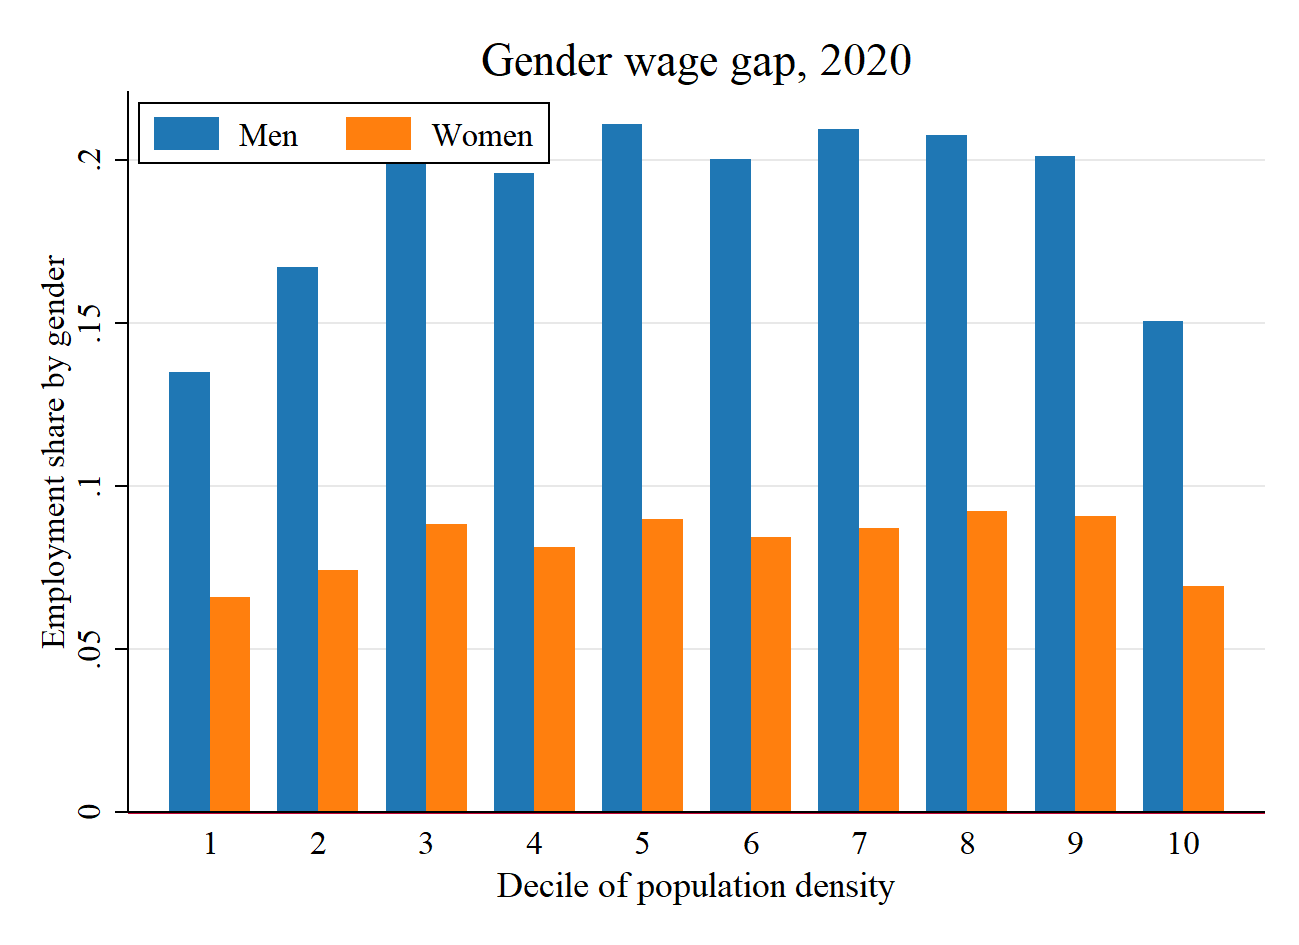 Gender wage gap, 2020
Men Women
Employment share by gender
.2
.15
.1
.05
0
1 2 3 4 5 6 7 8 9 10
Decile of population density